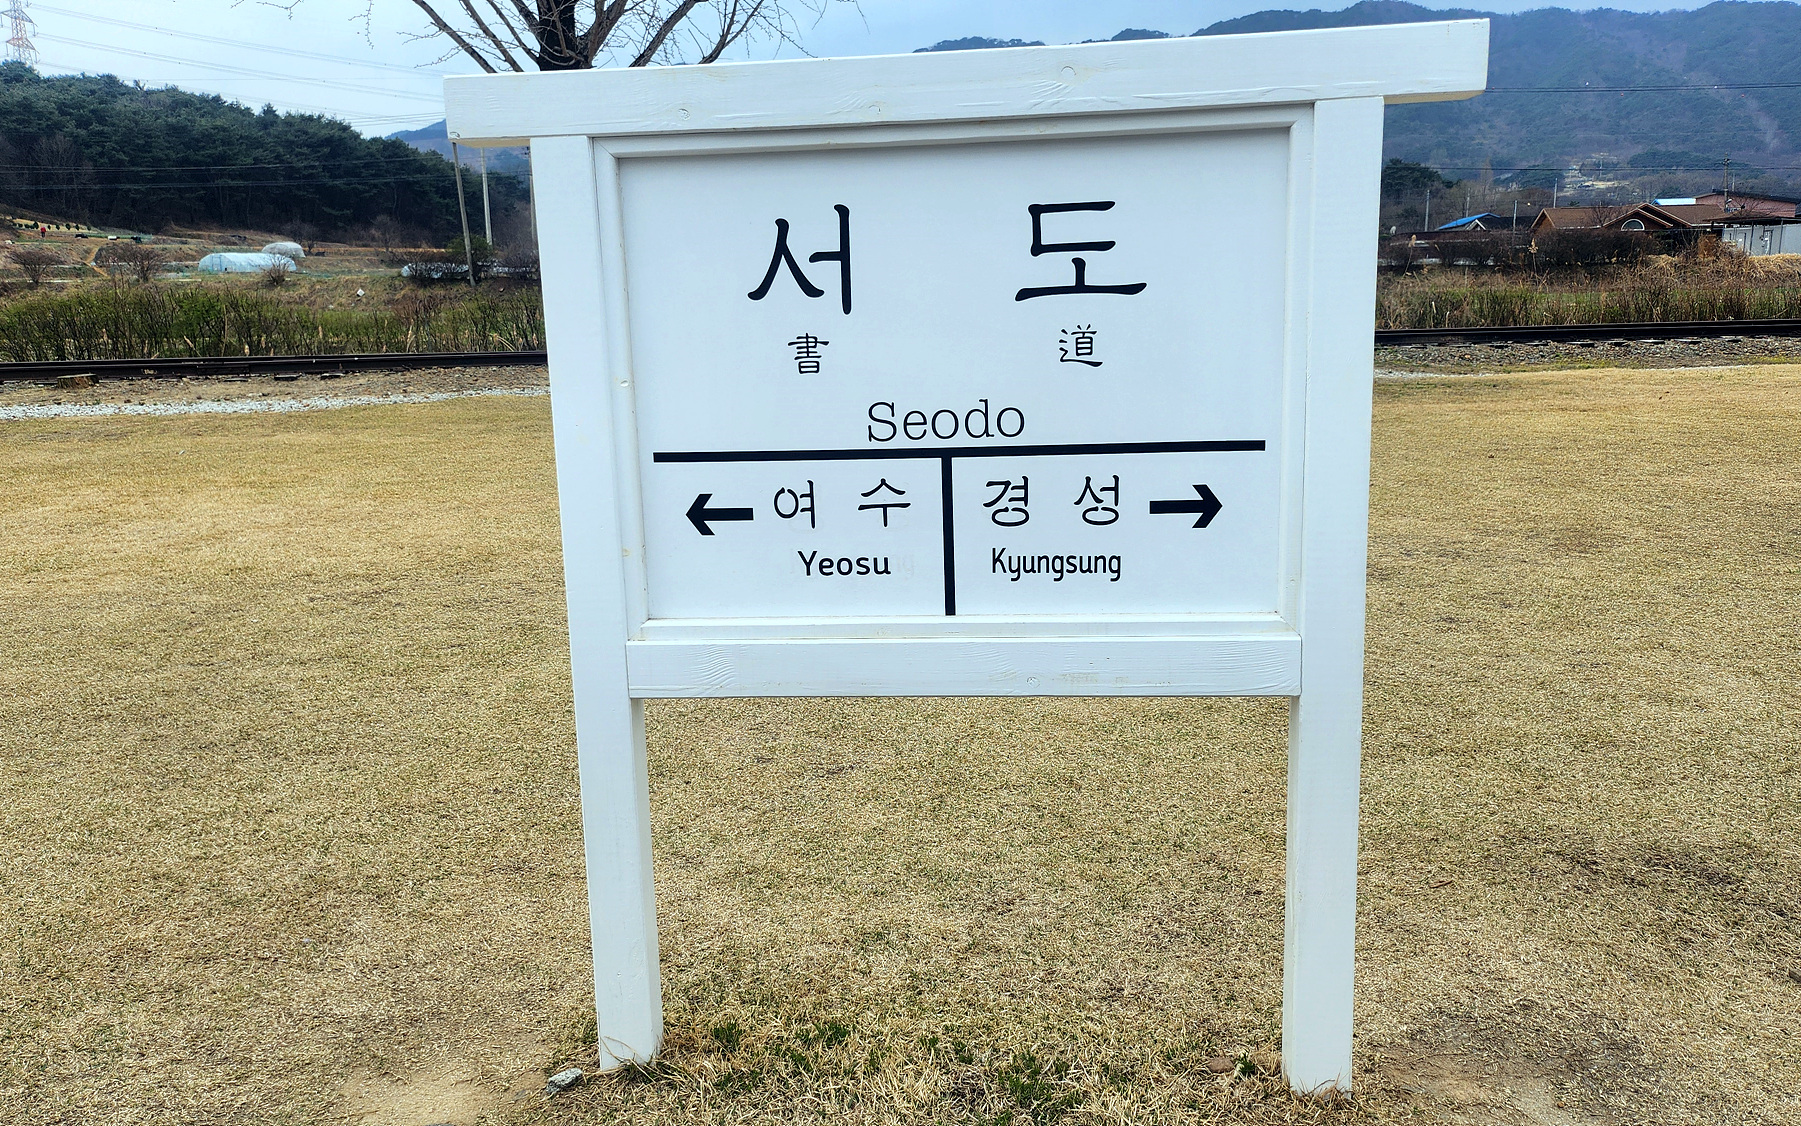 서 도
書 道
Seodo
← 여 수 경 성 →
Yeosu Kyungsung